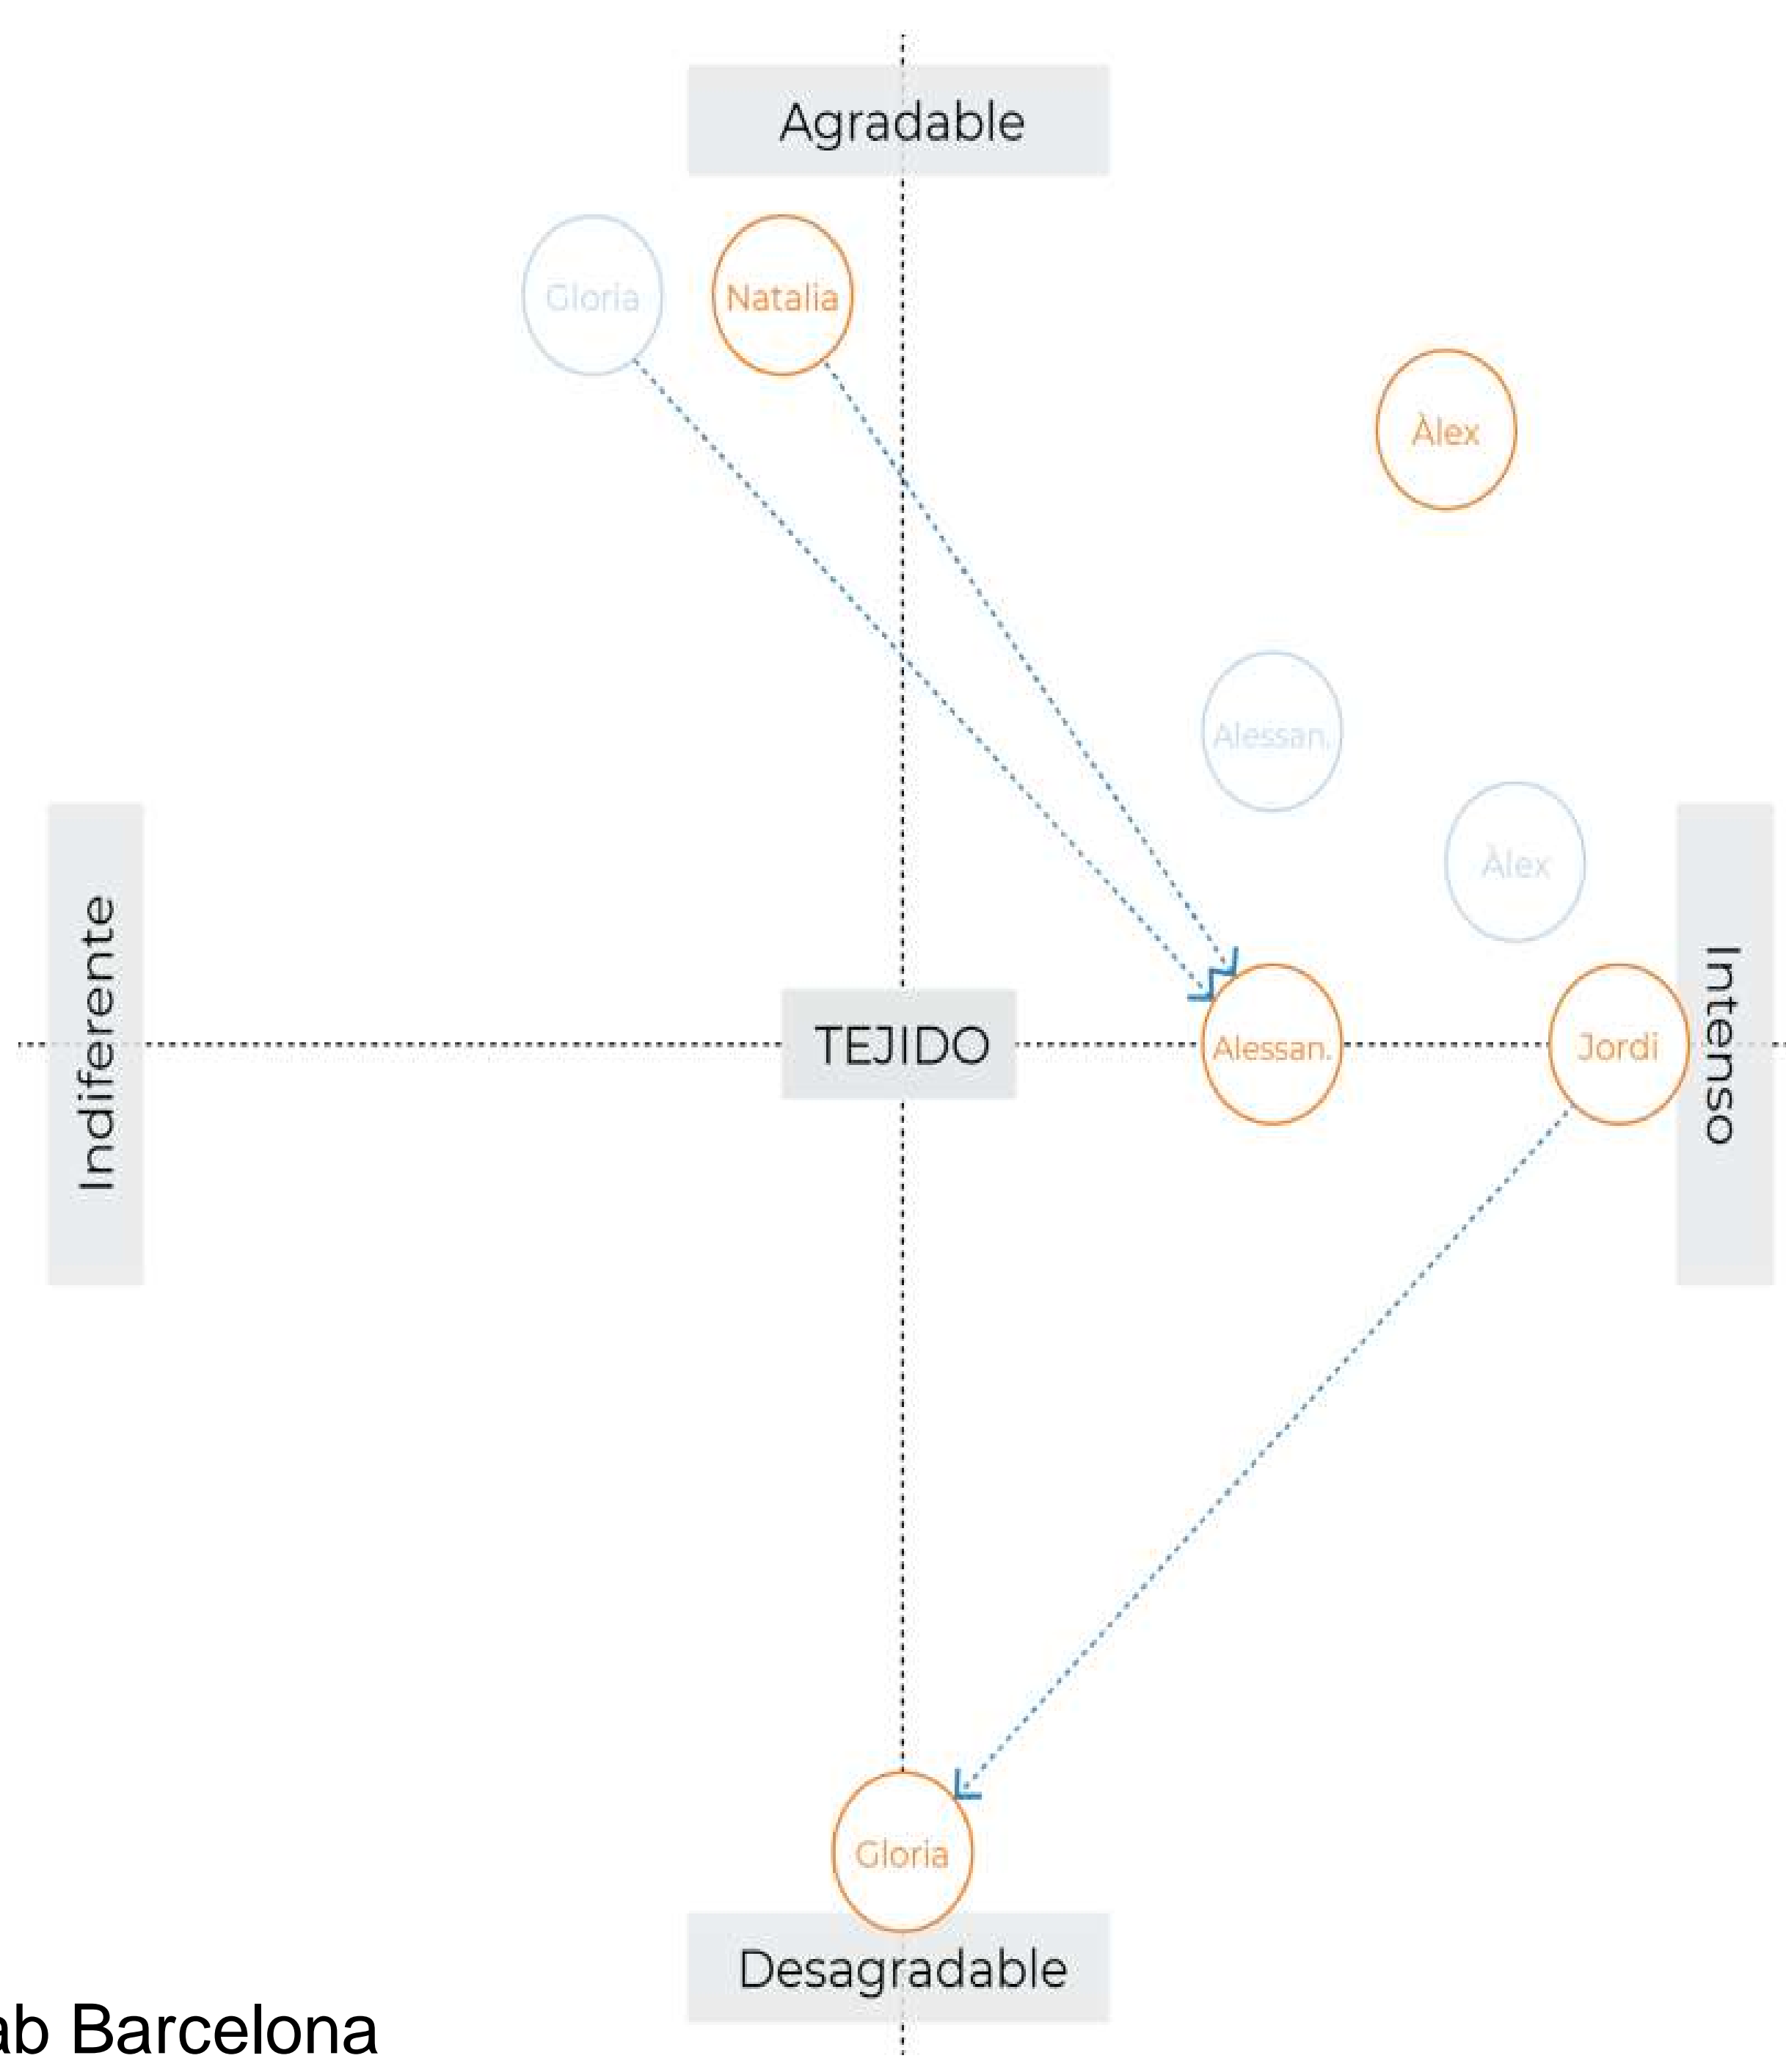 Agradable
Gloria
Natalia
Àlex
Alessan.
Àlex
Indiferente
TEJIDO
Alessan.
Jordi
Intenso
Gloria
Desagradable
ab Barcelona